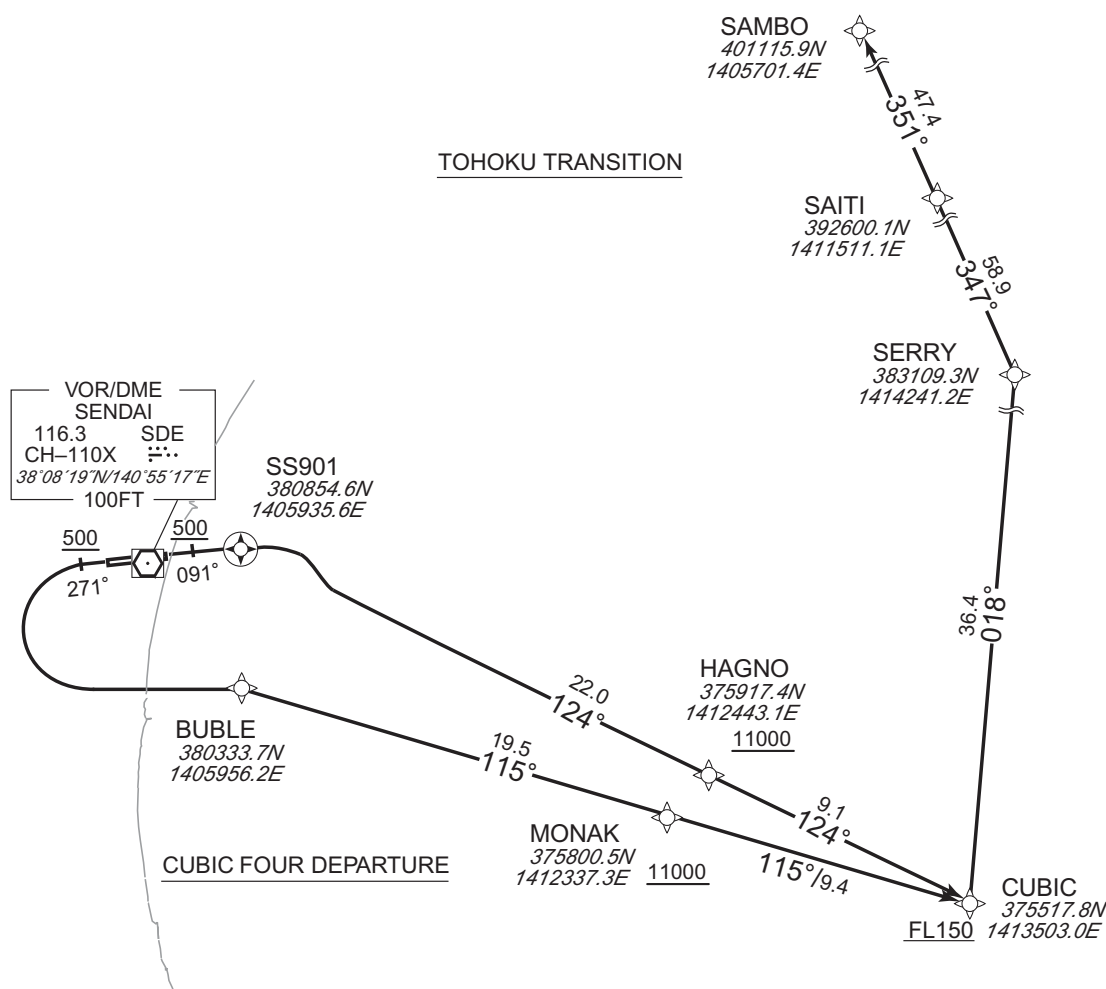 SAMBO
401115.9N
1405701.4E
47.4
351°
TOHOKU TRANSITION
SAITI
392600.1N
1411511.1E
58.9
347°
SERRY
383109.3N
1414241.2E
VOR/DME
SENDAI
116.3 SDE
CH–110X
38°08´19˝N/140°55´17˝E
100FT
SS901
380854.6N
1405935.6E
500
500
271°
091°
36.4
018°
HAGNO
375917.4N
1412443.1E
11000
22.0
124°
BUBLE
380333.7N
1405956.2E
19.5
115°
9.1
124°
MONAK
375800.5N
1412337.3E
11000
115°/9.4
CUBIC FOUR DEPARTURE
CUBIC
375517.8N
1413503.0E
FL150